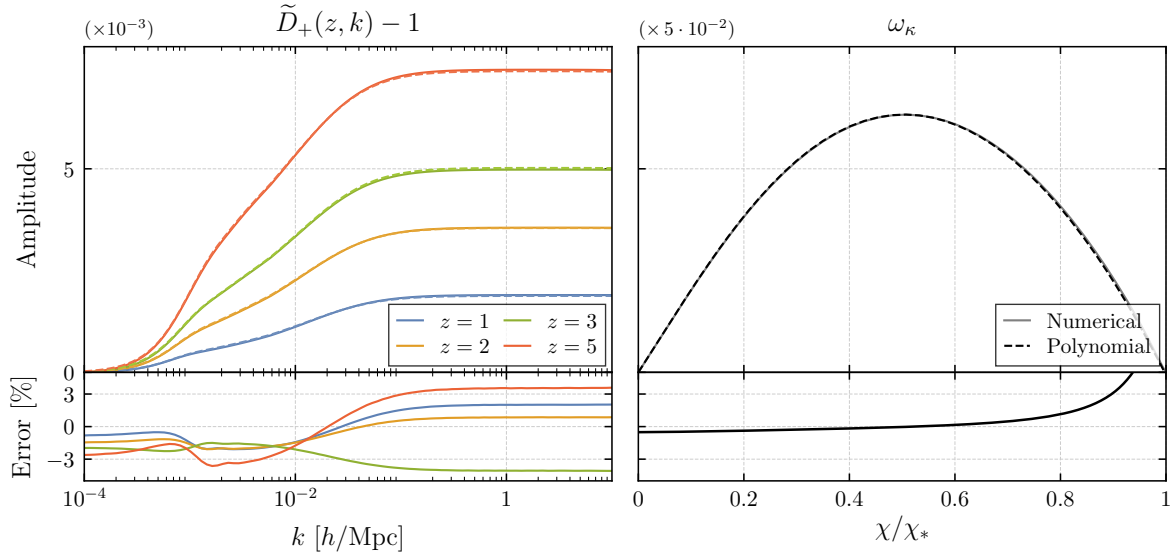 (×10⁻³)
D̃₊(z, k) − 1
Amplitude
5
0
z = 1
z = 2
z = 3
z = 5
Error [%]
3
0
−3
10⁻⁴
10⁻²
1
k [h/Mpc]
(× 5 · 10⁻²)
ω_κ
Numerical
Polynomial
0
0.2
0.4
0.6
0.8
1
χ/χ_*